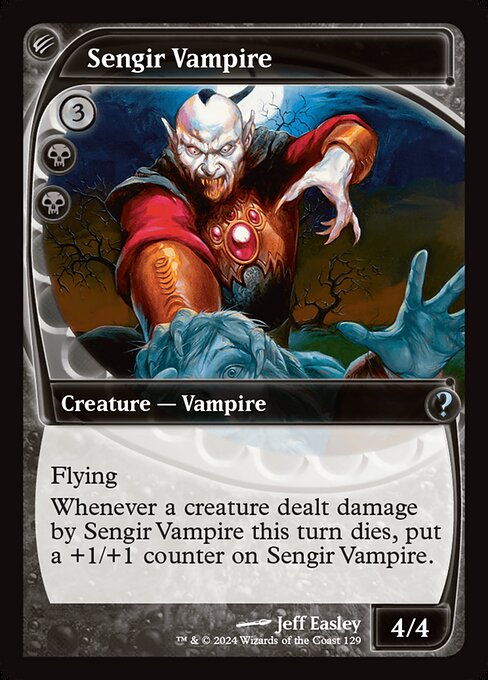 Sengir Vampire
3
Creature — Vampire
?
Flying
Whenever a creature dealt damage
by Sengir Vampire this turn dies, put
a +1/+1 counter on Sengir Vampire.
Jeff Easley
™ & © 2024 Wizards of the Coast 129
4/4